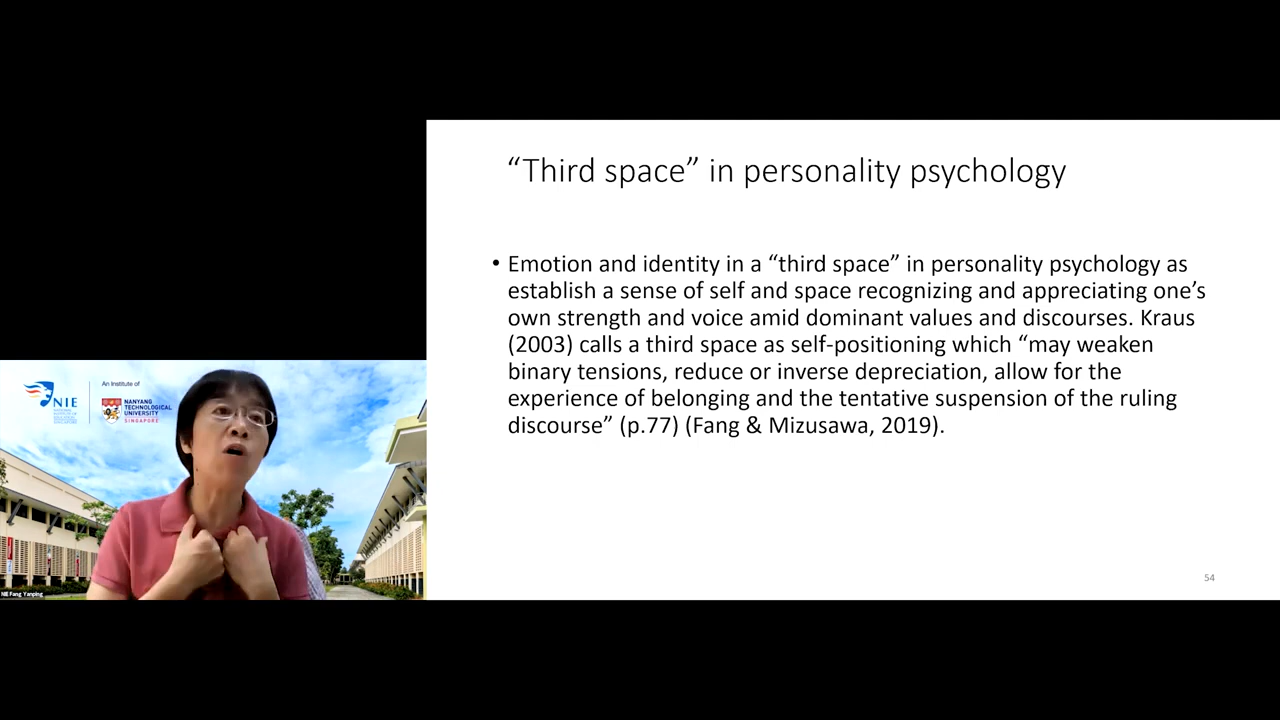 “Third space” in personality psychology
• Emotion and identity in a “third space” in personality psychology as
establish a sense of self and space recognizing and appreciating one’s
own strength and voice amid dominant values and discourses. Kraus
(2003) calls a third space as self-positioning which “may weaken
binary tensions, reduce or inverse depreciation, allow for the
experience of belonging and the tentative suspension of the ruling
discourse” (p.77) (Fang & Mizusawa, 2019).
54
NIE
An Institute of
NANYANG
TECHNOLOGICAL
UNIVERSITY
SINGAPORE
NIE Fang Yanping